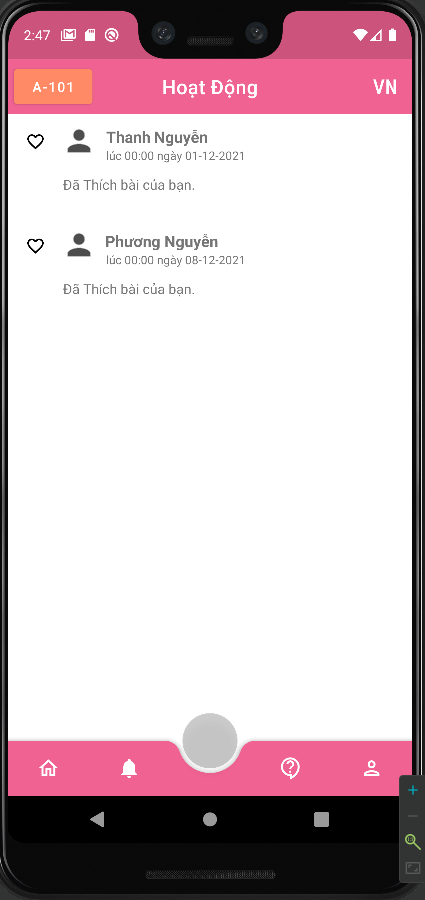 2:47
A-101
Hoạt Động
VN
Thanh Nguyễn
lúc 00:00 ngày 01-12-2021
Đã Thích bài của bạn.
Phương Nguyễn
lúc 00:00 ngày 08-12-2021
Đã Thích bài của bạn.